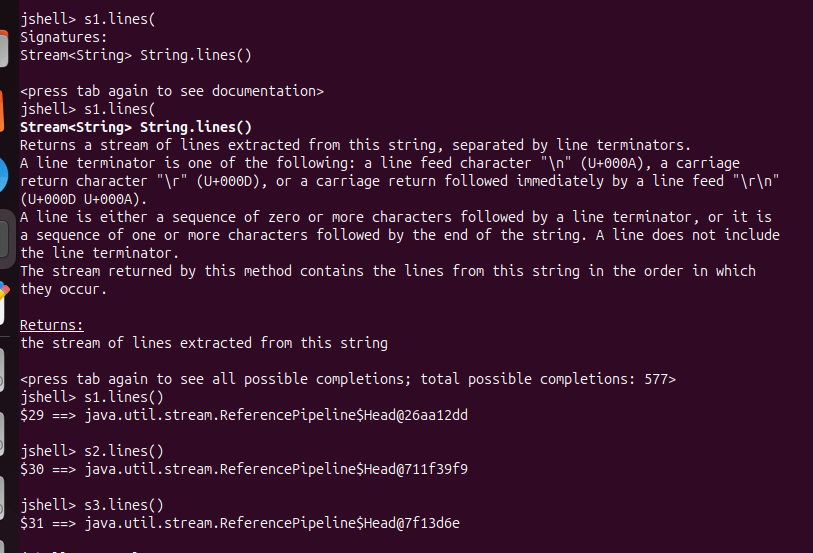 jshell> s1.lines(
Signatures:
Stream<String> String.lines()
<press tab again to see documentation>
jshell> s1.lines(
Stream<String> String.lines()
Returns a stream of lines extracted from this string, separated by line terminators.
A line terminator is one of the following: a line feed character "\n" (U+000A), a carriage
return character "\r" (U+000D), or a carriage return followed immediately by a line feed "\r\n"
(U+000D U+000A).
A line is either a sequence of zero or more characters followed by a line terminator, or it is
a sequence of one or more characters followed by the end of the string. A line does not include
the line terminator.
The stream returned by this method contains the lines from this string in the order in which
they occur.
Returns:
the stream of lines extracted from this string
<press tab again to see all possible completions; total possible completions: 577>
jshell> s1.lines()
$29 ==> java.util.stream.ReferencePipeline$Head@26aa12dd
jshell> s2.lines()
$30 ==> java.util.stream.ReferencePipeline$Head@711f39f9
jshell> s3.lines()
$31 ==> java.util.stream.ReferencePipeline$Head@7f13d6e